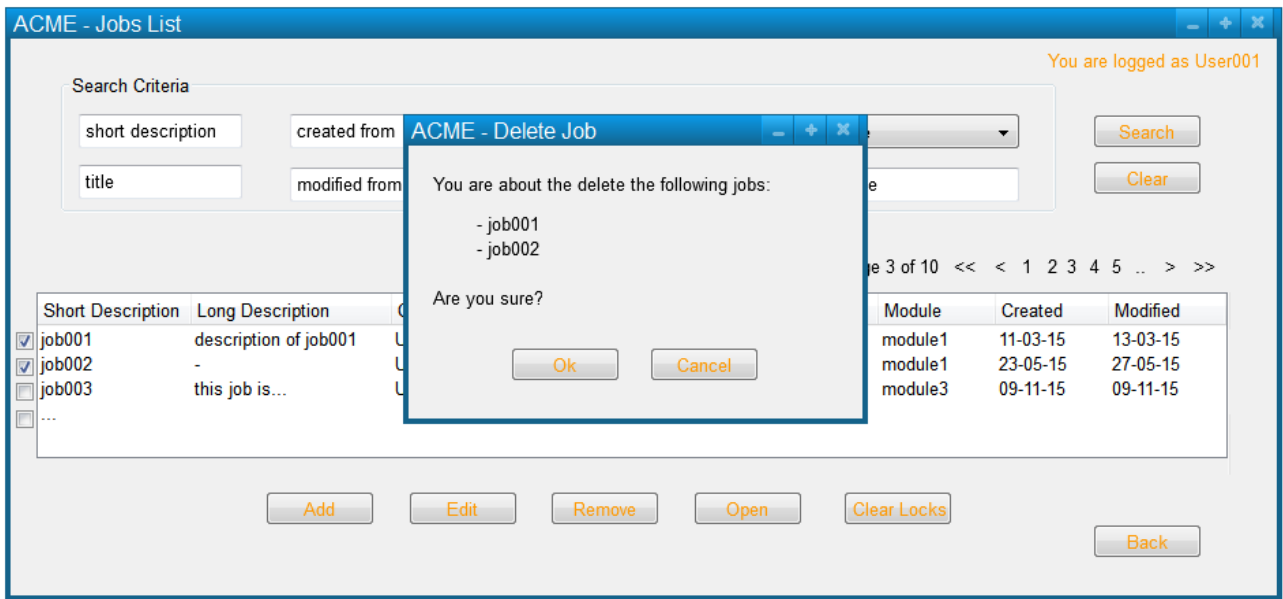 ACME - Jobs List
You are logged as User001
Search Criteria
short description
created from
Search
title
modified from
Clear
ACME - Delete Job
You are about the delete the following jobs:
- job001
- job002
Are you sure?
Ok
Cancel
3 of 10 << < 1 2 3 4 5 .. > >>
Short Description Long Description Module Created Modified
job001 description of job001 module1 11-03-15 13-03-15
job002 - module1 23-05-15 27-05-15
job003 this job is... module3 09-11-15 09-11-15
...
Add
Edit
Remove
Open
Clear Locks
Back